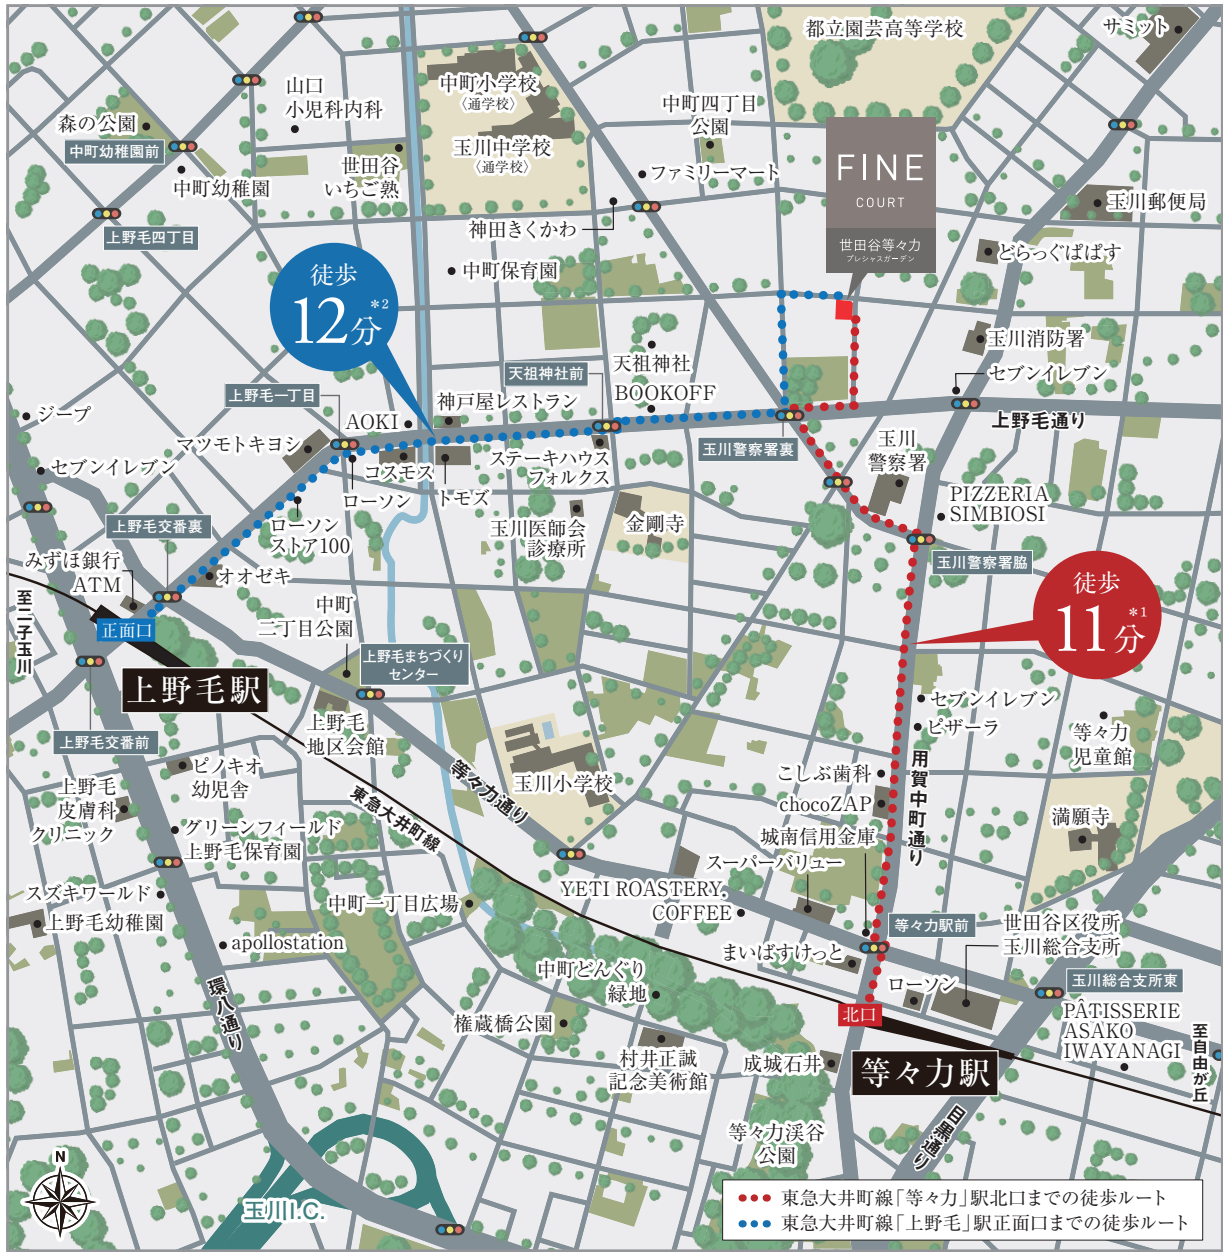 都立園芸高等学校
サミット
山口
小児科内科
中町小学校
〈通学校〉
玉川中学校
〈通学校〉
中町四丁目
公園
森の公園
中町幼稚園前
中町幼稚園
世田谷
いちご熟
ファミリーマート
FINE
COURT
世田谷等々力
プレシャスガーデン
玉川郵便局
上野毛四丁目
神田きくかわ
どらっぐぱぱす
中町保育園
徒歩
12分*2
玉川消防署
天祖神社
天祖神社前
BOOKOFF
セブンイレブン
上野毛一丁目
神戸屋レストラン
AOKI
上野毛通り
ジープ
マツモトキヨシ
玉川警察署裏
玉川
警察署
セブンイレブン
コスモス
ステーキハウス
フォルクス
ローソン
トモズ
PIZZERIA
SIMBIOSI
上野毛交番裏
ローソン
ストア100
玉川医師会
診療所
金剛寺
みずほ銀行
ATM
オオゼキ
玉川警察署脇
至二子玉川
正面口
中町
二丁目公園
徒歩
11分*1
上野毛まちづくり
センター
上野毛駅
セブンイレブン
ピザーラ
上野毛交番前
上野毛
地区会館
等々力
児童館
ピノキオ
幼児舎
玉川小学校
等々力通り
東急大井町線
こしぶ歯科
chocoZAP
用賀中町通り
上野毛
皮膚科
クリニック
グリーンフィールド
上野毛保育園
城南信用金庫
満願寺
スーパーバリュー
スズキワールド
中町一丁目広場
YETI ROASTERY
COFFEE
上野毛幼稚園
等々力駅前
世田谷区役所
玉川総合支所
apollostation
まいばすけっと
中町どんぐり
緑地
玉川総合支所東
ローソン
環八通り
権蔵橋公園
北口
PÂTISSERIE
ASAKO
IWAYANAGI
至自由が丘
村井正誠
記念美術館
成城石井
等々力駅
等々力渓谷
公園
目黒通り
N
玉川I.C.
東急大井町線「等々力」駅北口までの徒歩ルート
東急大井町線「上野毛」駅正面口までの徒歩ルート